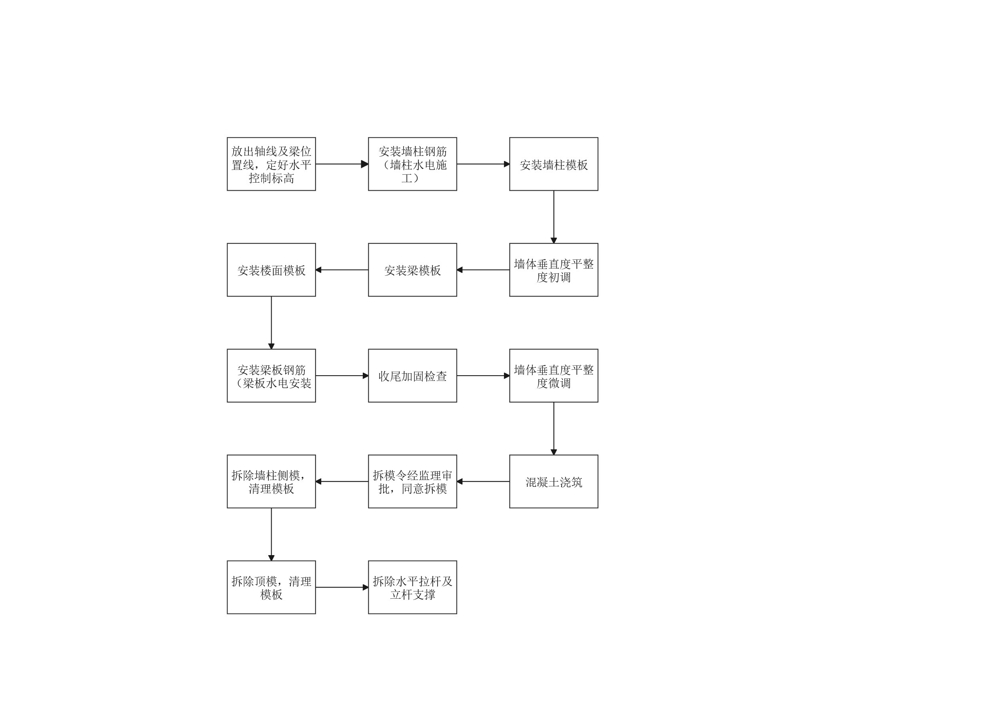 放出轴线及梁位
置线，定好水平
控制标高
安装墙柱钢筋
（墙柱水电施
工）
安装墙柱模板
墙体垂直度平整
度初调
安装梁模板
安装楼面模板
安装梁板钢筋
（梁板水电安装
收尾加固检查
墙体垂直度平整
度微调
混凝土浇筑
拆模令经监理审
批，同意拆模
拆除墙柱侧模，
清理模板
拆除顶模，清理
模板
拆除水平拉杆及
立杆支撑